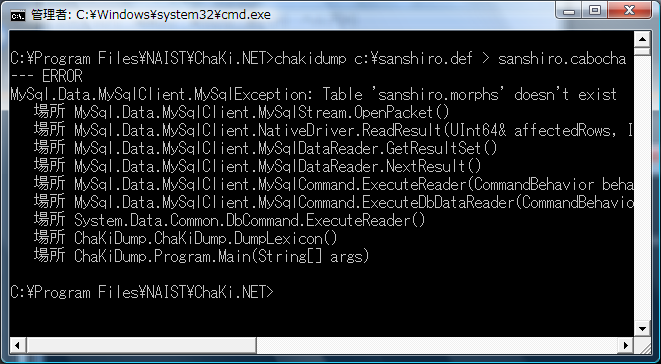 管理者: C:¥Windows¥system32¥cmd.exe
C:¥Program Files¥NAIST¥ChaKi.NET>chakidump c:¥sanshiro.def > sanshiro.cabocha
--- ERROR
MySql.Data.MySqlClient.MySqlException: Table 'sanshiro.morphs' doesn't exist
   場所 MySql.Data.MySqlClient.MySqlStream.OpenPacket()
   場所 MySql.Data.MySqlClient.NativeDriver.ReadResult(UInt64& affectedRows, I
   場所 MySql.Data.MySqlClient.MySqlDataReader.GetResultSet()
   場所 MySql.Data.MySqlClient.MySqlDataReader.NextResult()
   場所 MySql.Data.MySqlClient.MySqlCommand.ExecuteReader(CommandBehavior beha
   場所 MySql.Data.MySqlClient.MySqlCommand.ExecuteDbDataReader(CommandBehavio
   場所 System.Data.Common.DbCommand.ExecuteReader()
   場所 ChaKiDump.ChaKiDump.DumpLexicon()
   場所 ChaKiDump.Program.Main(String[] args)
C:¥Program Files¥NAIST¥ChaKi.NET>